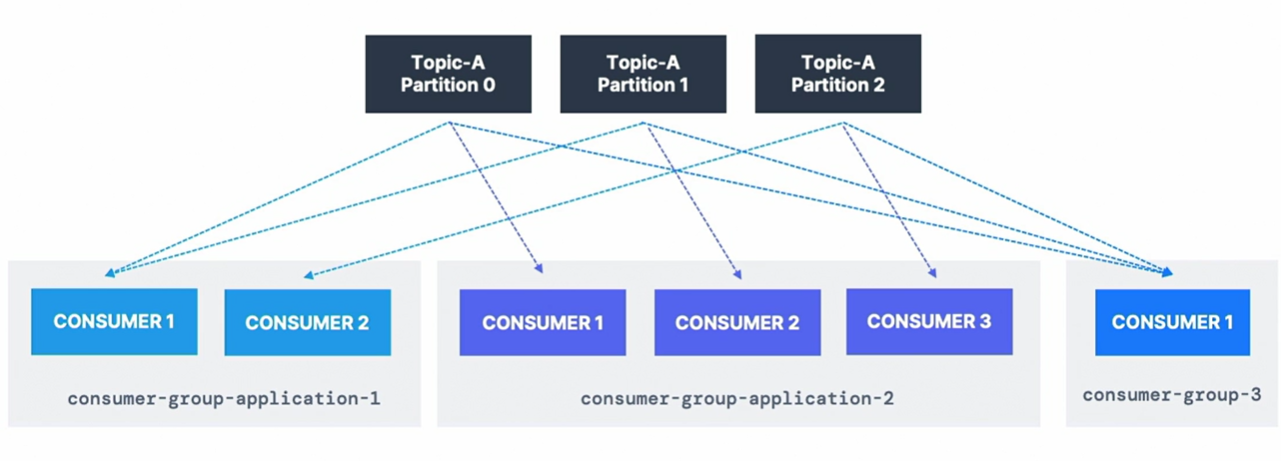 Topic-A
Partition 0
Topic-A
Partition 1
Topic-A
Partition 2
CONSUMER 1
CONSUMER 2
consumer-group-application-1
CONSUMER 1
CONSUMER 2
CONSUMER 3
consumer-group-application-2
CONSUMER 1
consumer-group-3